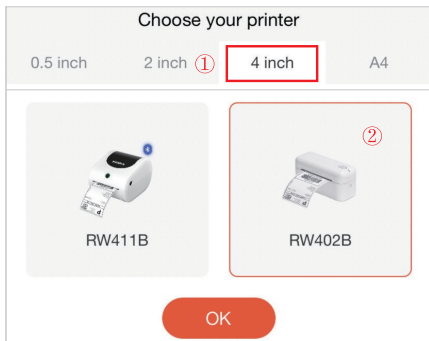 Choose your printer
0.5 inch 2 inch ① 4 inch A4
②
RW411B RW402B
OK